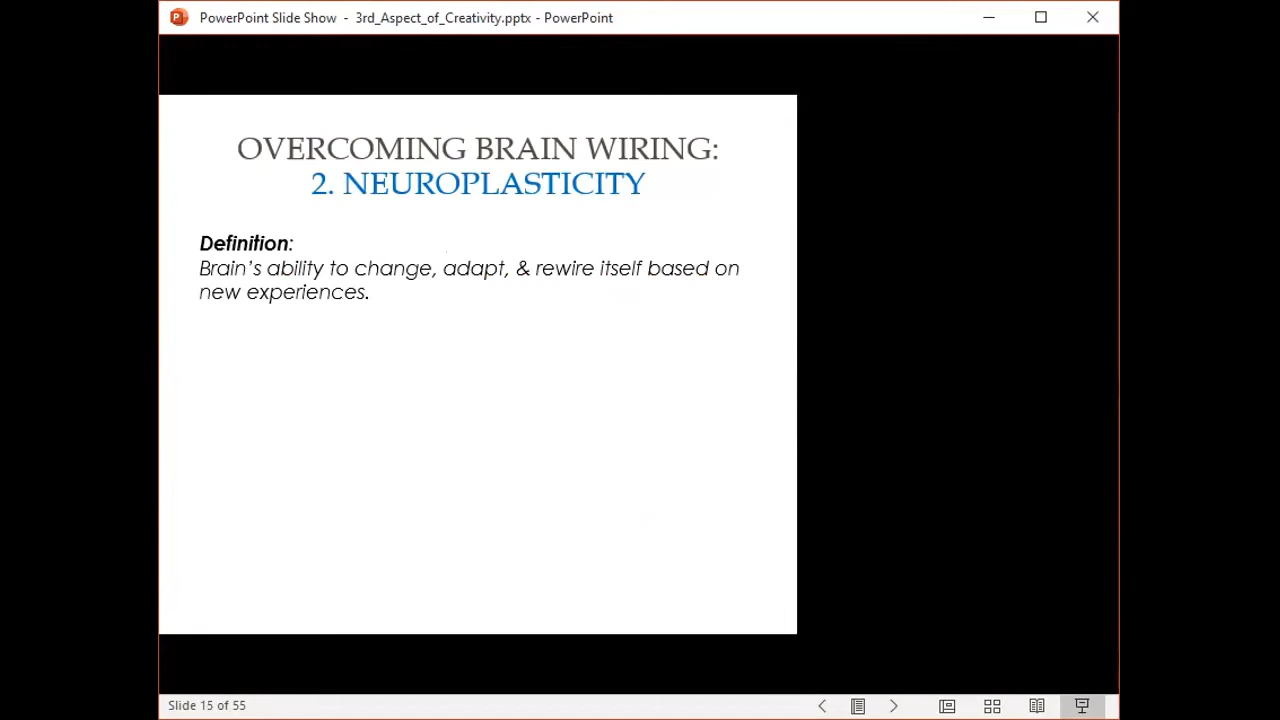 PowerPoint Slide Show - 3rd_Aspect_of_Creativity.pptx - PowerPoint
OVERCOMING BRAIN WIRING:
2. NEUROPLASTICITY
Definition:
Brain’s ability to change, adapt, & rewire itself based on
new experiences.
Slide 15 of 55